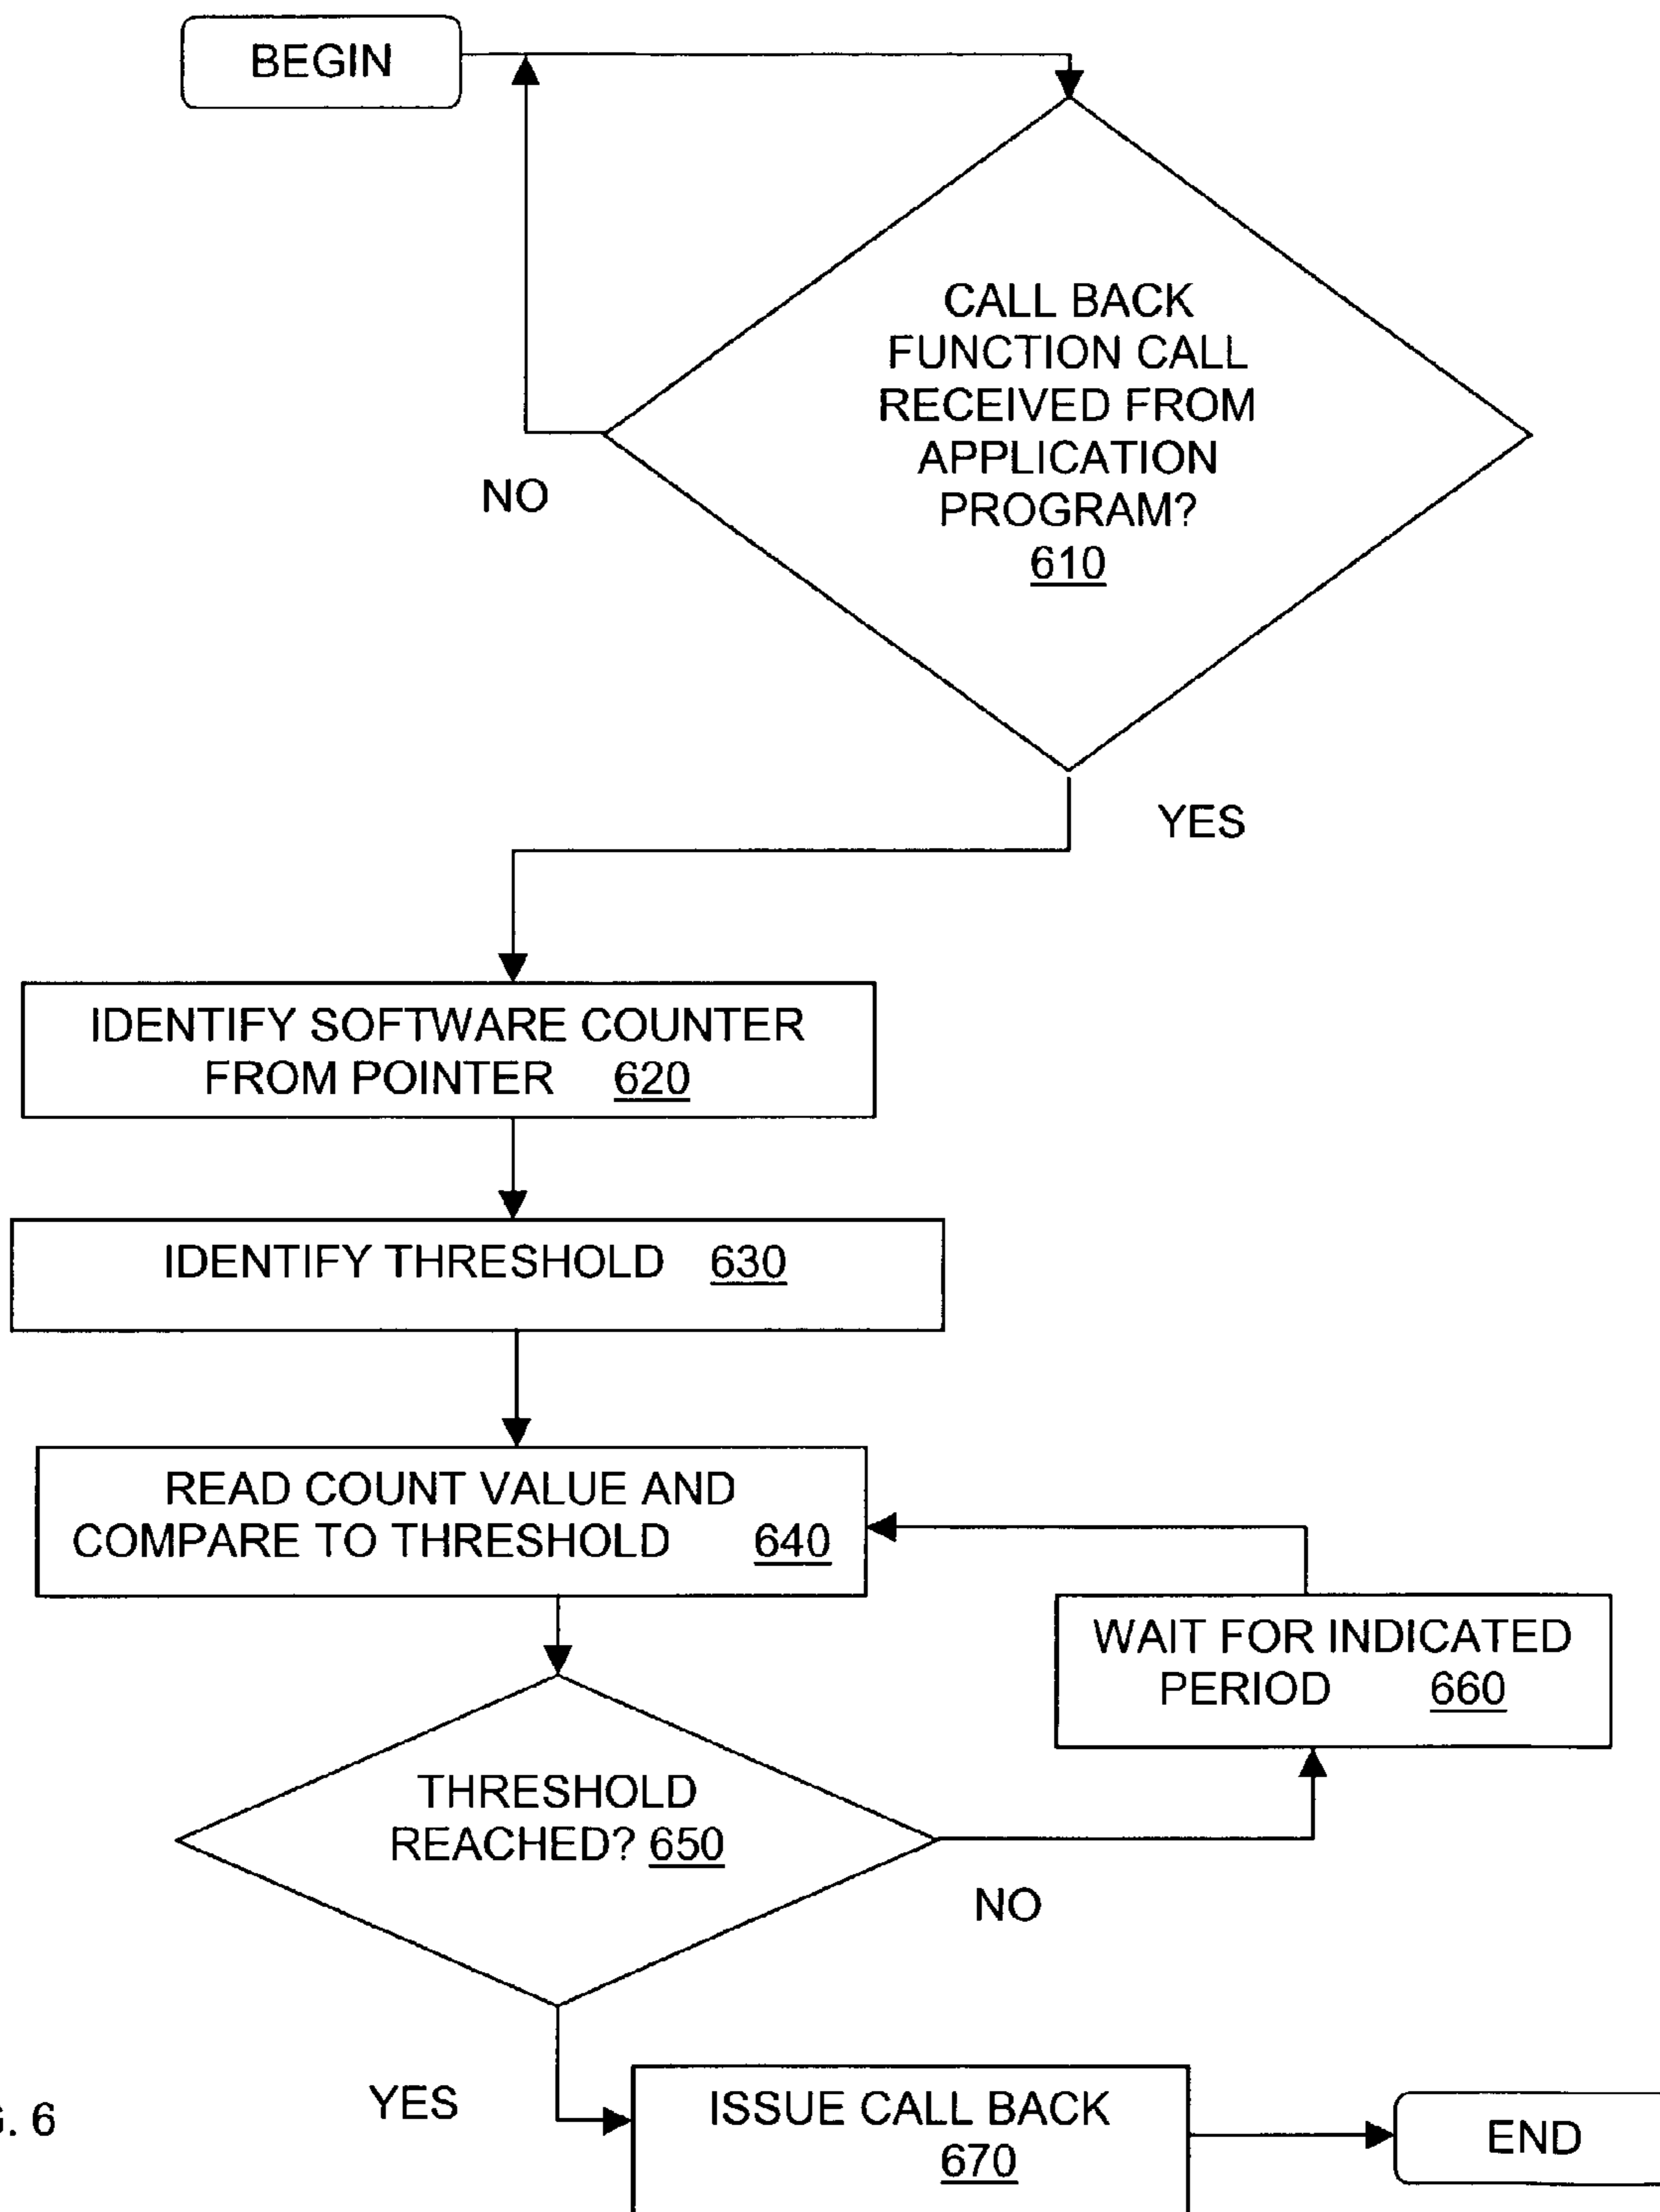 BEGIN
CALL BACK
FUNCTION CALL
RECEIVED FROM
APPLICATION
PROGRAM?
610
NO
YES
IDENTIFY SOFTWARE COUNTER
FROM POINTER 620
IDENTIFY THRESHOLD 630
READ COUNT VALUE AND
COMPARE TO THRESHOLD 640
WAIT FOR INDICATED
PERIOD 660
THRESHOLD
REACHED? 650
NO
YES
ISSUE CALL BACK
670
END
. 6